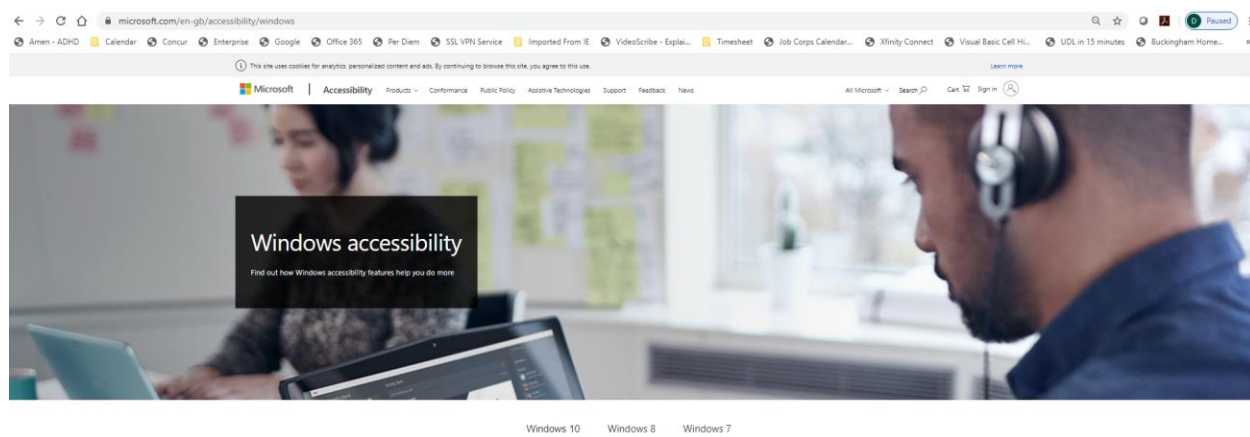 microsoft.com/en-gb/accessibility/windows Paused
Amen - ADHD Calendar Concur Enterprise Google Office 365 Per Diem SSL VPN Service Imported From IE VideoScribe - Explai... Timesheet Job Corps Calendar... Xfinity Connect Visual Basic Cell Hi... UDL in 15 minutes Buckingham Home...
This site uses cookies for analytics, personalized content and ads. By continuing to browse this site, you agree to this use. Learn more
Microsoft Accessibility Products Conformance Public Policy Assistive Technologies Support Feedback News All Microsoft Search Cart Sign in
Windows accessibility
Find out how Windows accessibility features help you do more
Windows 10 Windows 8 Windows 7